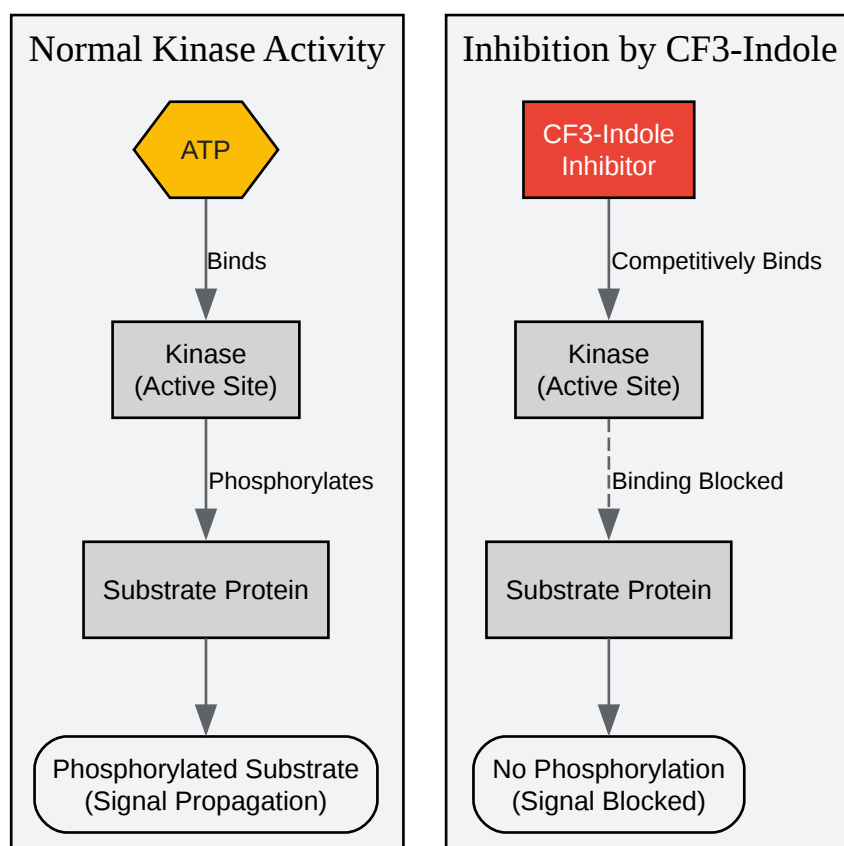 Normal Kinase Activity
ATP
Binds
Kinase
(Active Site)
Phosphorylates
Substrate Protein
Phosphorylated Substrate
(Signal Propagation)
Inhibition by CF3-Indole
CF3-Indole
Inhibitor
Competitively Binds
Kinase
(Active Site)
Binding Blocked
Substrate Protein
No Phosphorylation
(Signal Blocked)